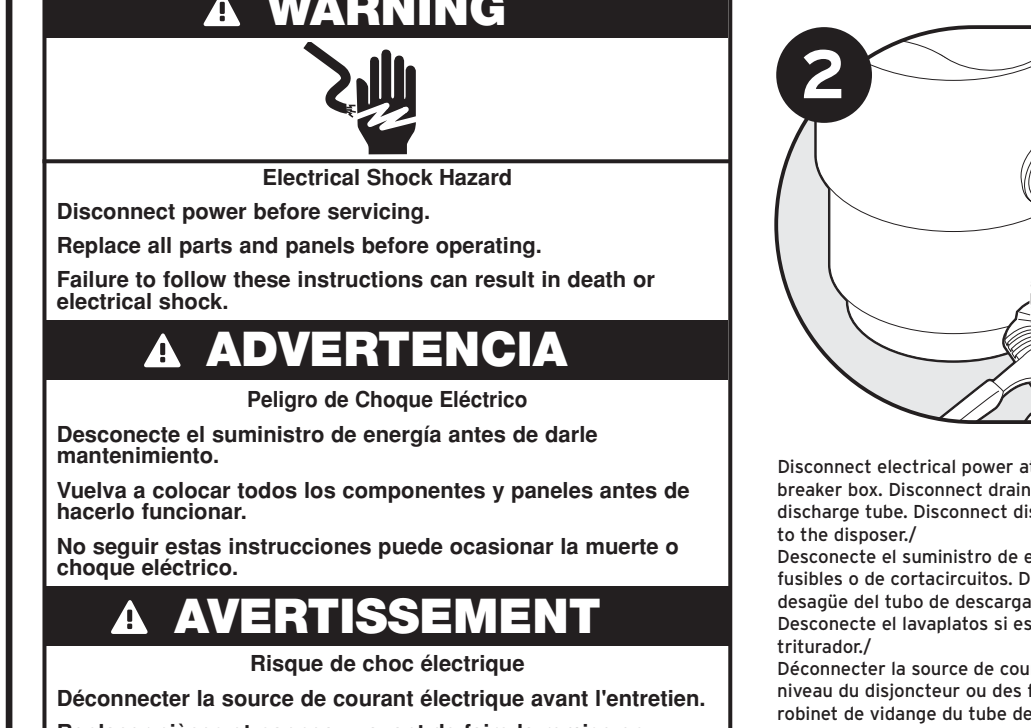 WARNING
Electrical Shock Hazard
Disconnect power before servicing.
Replace all parts and panels before operating.
Failure to follow these instructions can result in death or
electrical shock.
ADVERTENCIA
Peligro de Choque Eléctrico
Desconecte el suministro de energía antes de darle
mantenimiento.
Vuelva a colocar todos los componentes y paneles antes de
hacerlo funcionar.
No seguir estas instrucciones puede ocasionar la muerte o
choque eléctrico.
AVERTISSEMENT
Risque de choc électrique
Déconnecter la source de courant électrique avant l'entretien.
2
Disconnect electrical power
breaker box. Disconnect drain
discharge tube. Disconnect
to the disposer./
Desconecte el suministro de
fusibles o de cortacircuitos.
desagüe del tubo de descarga
Desconecte el lavaplatos si
triturador./
Déconnecter la source de
niveau du disjoncteur ou des
robinet de vidange du tube